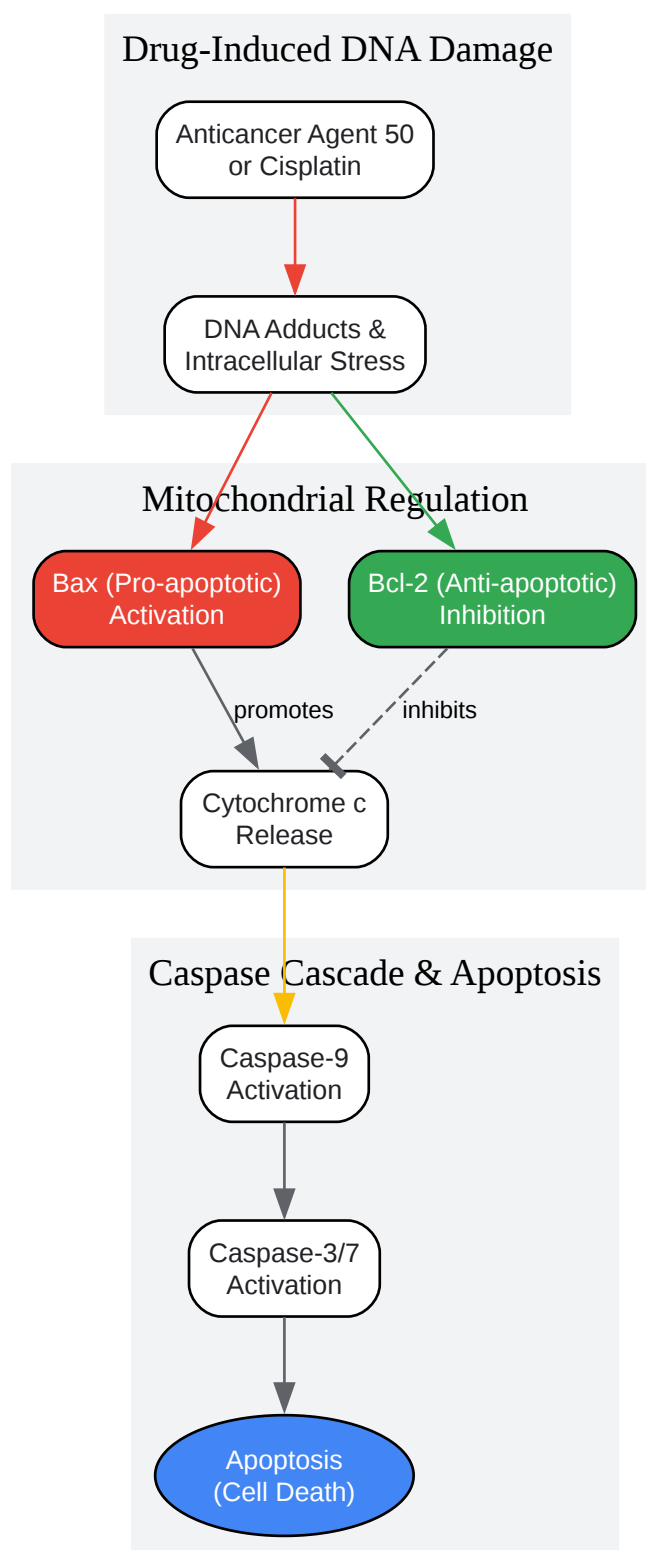 Drug-Induced DNA Damage
Anticancer Agent 50
or Cisplatin
DNA Adducts &
Intracellular Stress
Mitochondrial Regulation
Bax (Pro-apoptotic)
Activation
Bcl-2 (Anti-apoptotic)
Inhibition
promotes
inhibits
Cytochrome c
Release
Caspase Cascade & Apoptosis
Caspase-9
Activation
Caspase-3/7
Activation
Apoptosis
(Cell Death)